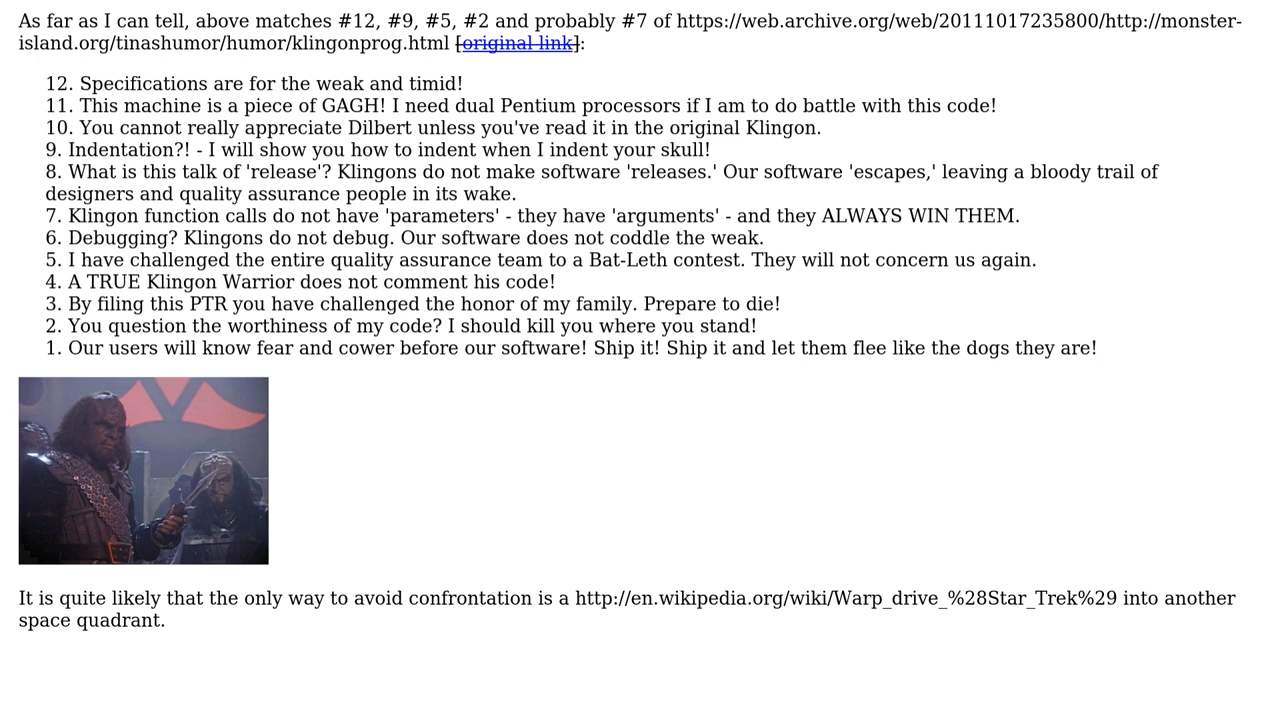 As far as I can tell, above matches #12, #9, #5, #2 and probably #7 of https://web.archive.org/web/20111017235800/http://monster-
island.org/tinashumor/humor/klingonprog.html [original link]:
12. Specifications are for the weak and timid!
11. This machine is a piece of GAGH! I need dual Pentium processors if I am to do battle with this code!
10. You cannot really appreciate Dilbert unless you've read it in the original Klingon.
9. Indentation?! - I will show you how to indent when I indent your skull!
8. What is this talk of 'release'? Klingons do not make software 'releases.' Our software 'escapes,' leaving a bloody trail of
designers and quality assurance people in its wake.
7. Klingon function calls do not have 'parameters' - they have 'arguments' - and they ALWAYS WIN THEM.
6. Debugging? Klingons do not debug. Our software does not coddle the weak.
5. I have challenged the entire quality assurance team to a Bat-Leth contest. They will not concern us again.
4. A TRUE Klingon Warrior does not comment his code!
3. By filing this PTR you have challenged the honor of my family. Prepare to die!
2. You question the worthiness of my code? I should kill you where you stand!
1. Our users will know fear and cower before our software! Ship it! Ship it and let them flee like the dogs they are!
It is quite likely that the only way to avoid confrontation is a http://en.wikipedia.org/wiki/Warp_drive_%28Star_Trek%29 into another
space quadrant.